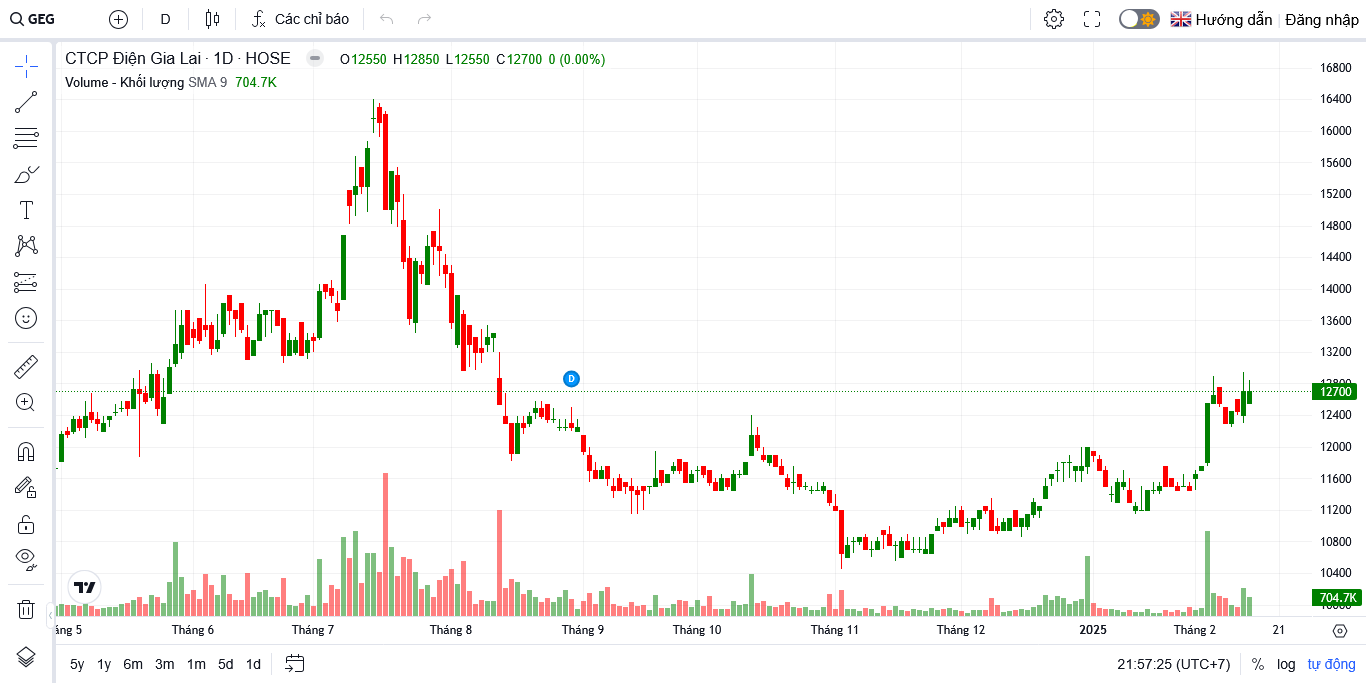 GEG D Các chỉ báo Hướng dẫn Đăng nhập
CTCP Điện Gia Lai · 1D · HOSE O12550 H12850 L12550 C12700 0 (0.00%)
Volume - Khối lượng SMA 9 704.7K
16800
16400
16000
15600
15200
14800
14400
14000
13600
13200
12800
12700
12400
12000
11600
11200
10800
10400
704.7K
10000
D
áng 5 Tháng 6 Tháng 7 Tháng 8 Tháng 9 Tháng 10 Tháng 11 Tháng 12 2025 Tháng 2 21
5y 1y 6m 3m 1m 5d 1d 21:57:25 (UTC+7) % log tự động